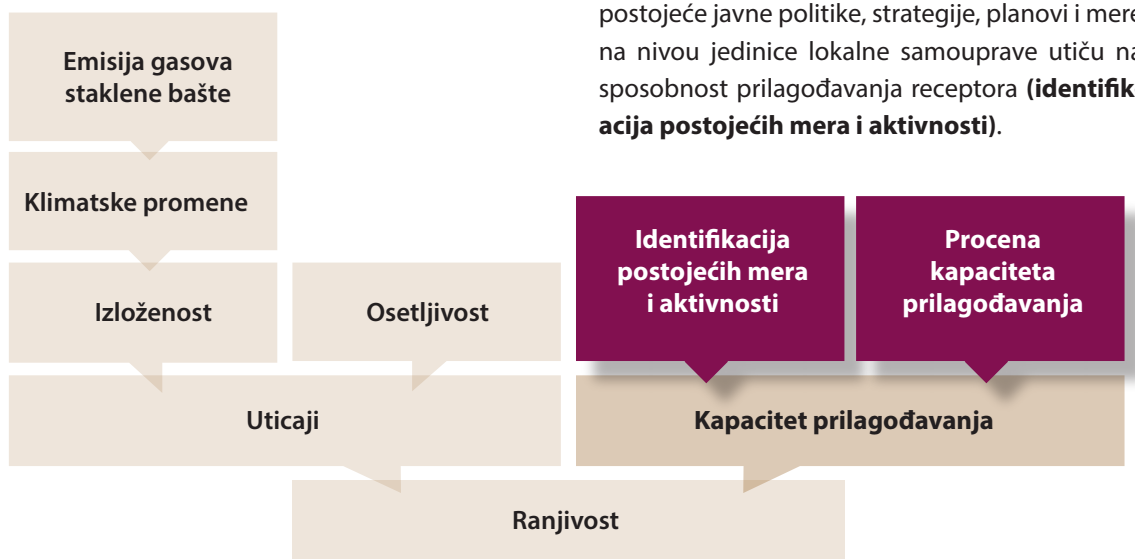 postojeće javne politike, strategije, planovi i mere
na nivou jedinice lokalne samouprave utiču na
sposobnost prilagođavanja receptora (identifik-
acija postojećih mera i aktivnosti).
Emisija gasova
staklene bašte
Klimatske promene
Izloženost
Osetljivost
Identifikacija
postojećih mera
i aktivnosti
Procena
kapaciteta
prilagođavanja
Uticaji
Kapacitet prilagođavanja
Ranjivost